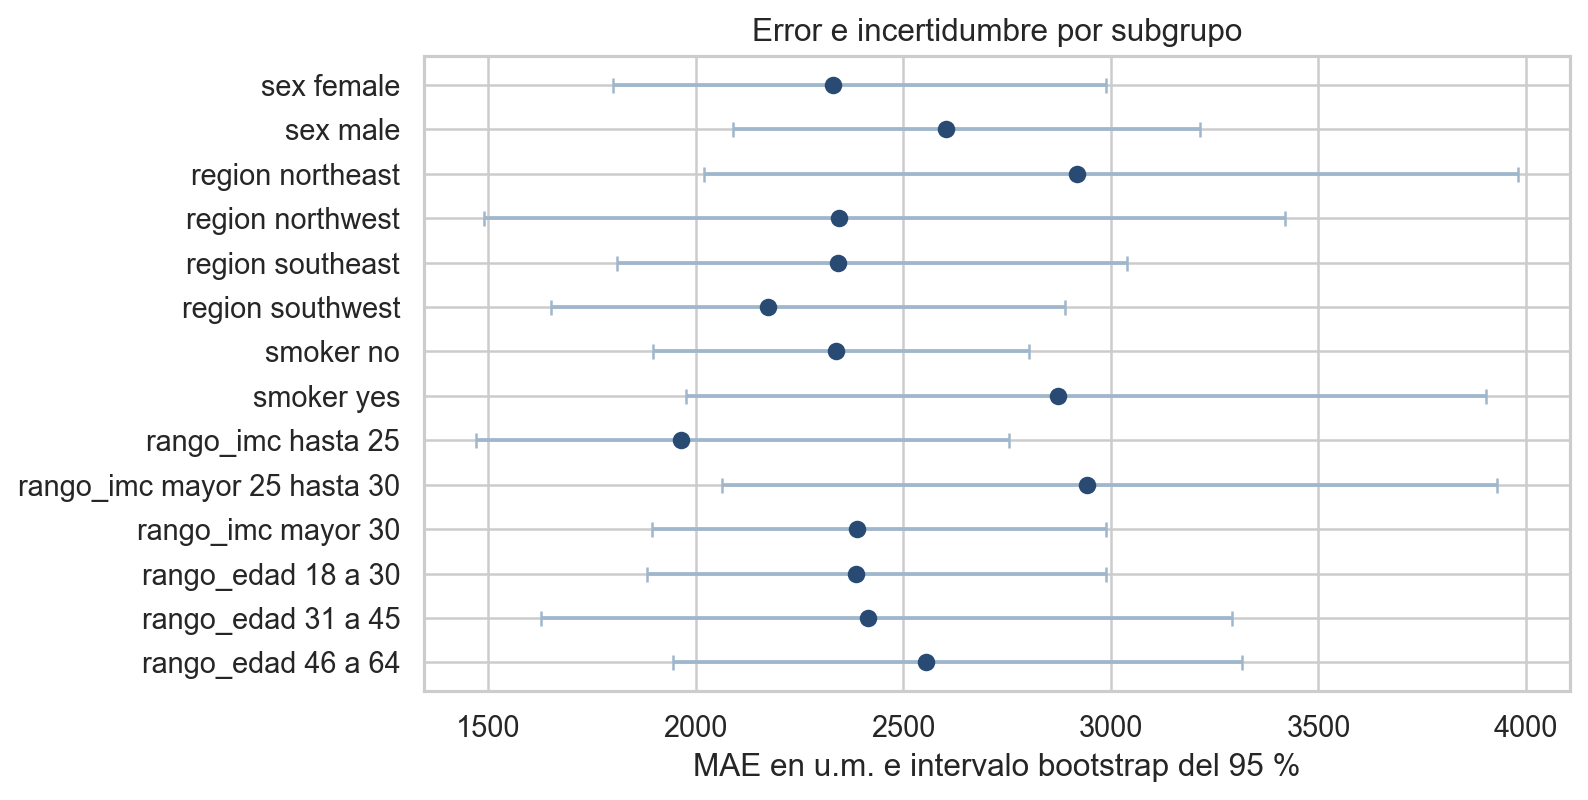 Error e incertidumbre por subgrupo
sex female
sex male
region northeast
region northwest
region southeast
region southwest
smoker no
smoker yes
rango_imc hasta 25
rango_imc mayor 25 hasta 30
rango_imc mayor 30
rango_edad 18 a 30
rango_edad 31 a 45
rango_edad 46 a 64
1500 2000 2500 3000 3500 4000
MAE en u.m. e intervalo bootstrap del 95 %